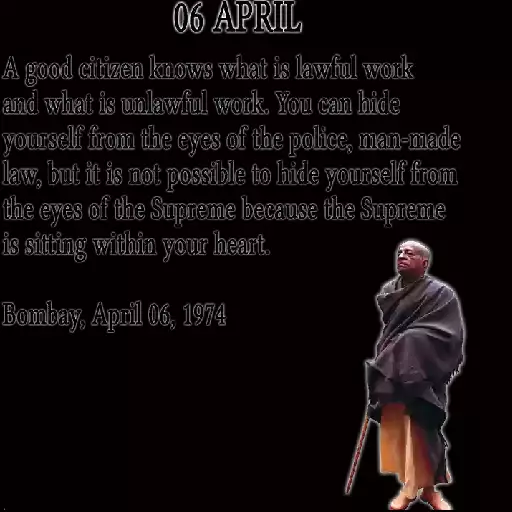 06 APRIL
A good citizen knows what is lawful work
and what is unlawful work. You can hide
yourself from the eyes of the police, man-made
law, but it is not possible to hide yourself from
the eyes of the Supreme because the Supreme
is sitting within your heart.
Bombay, April 06, 1974